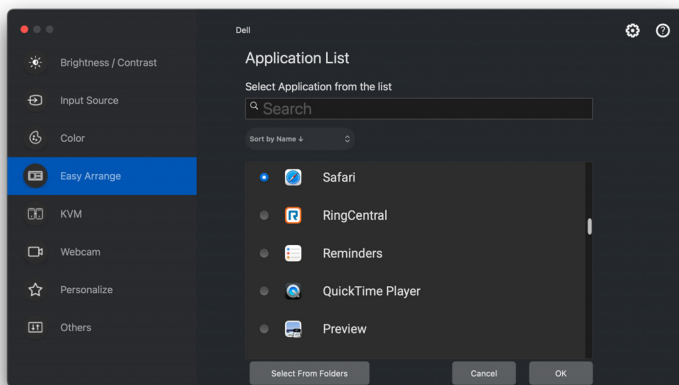 Dell
Brightness / Contrast
Input Source
Color
Easy Arrange
KVM
Webcam
Personalize
Others
Application List
Select Application from the list
Search
Sort by Name ↓
Safari
RingCentral
Reminders
QuickTime Player
Preview
Select From Folders
Cancel
OK